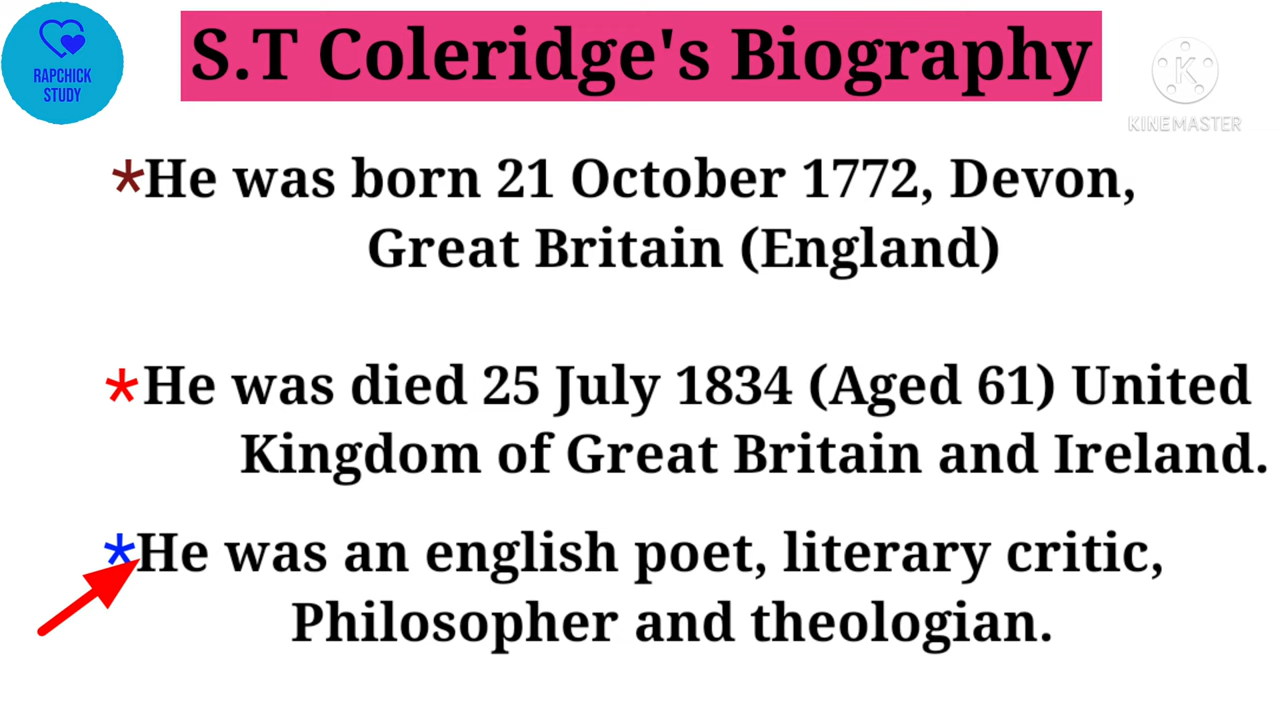 S.T Coleridge's Biography
RAPCHICK
STUDY
KINEMASTER
*He was born 21 October 1772, Devon,
Great Britain (England)
*He was died 25 July 1834 (Aged 61) United
Kingdom of Great Britain and Ireland.
*He was an english poet, literary critic,
Philosopher and theologian.